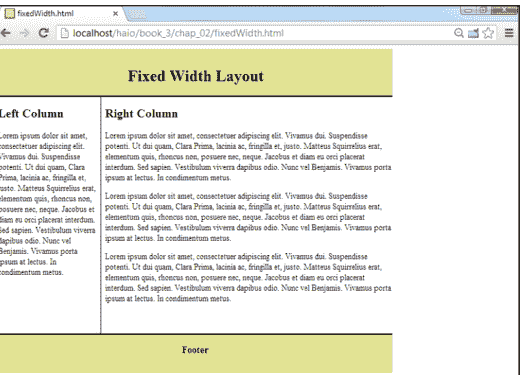 fixedWidth.html
localhost/haio/book_3/chap_02/fixedWidth.html
Fixed Width Layout
Left Column
Lorem ipsum dolor sit amet,
consectetuer adipiscing elit.
Vivamus dui. Suspendisse
potenti. Ut dui quam, Clara
Prima, lacinia ac, fringilla et,
justo. Matteus Squirrelius erat,
elementum quis, rhoncus non,
posuere nec, neque. Jacobus et
diam eu orci placerat interdum.
Sed sapien. Vestibulum viverra
dapibus odio. Nunc vel
Benjamis. Vivamus porta
ipsum at lectus. In
condimentum metus.
Right Column
Lorem ipsum dolor sit amet, consectetuer adipiscing elit. Vivamus dui. Suspendisse
potenti. Ut dui quam, Clara Prima, lacinia ac, fringilla et, justo. Matteus Squirrelius erat,
elementum quis, rhoncus non, posuere nec, neque. Jacobus et diam eu orci placerat
interdum. Sed sapien. Vestibulum viverra dapibus odio. Nunc vel Benjamis. Vivamus porta
ipsum at lectus. In condimentum metus.
Lorem ipsum dolor sit amet, consectetuer adipiscing elit. Vivamus dui. Suspendisse
potenti. Ut dui quam, Clara Prima, lacinia ac, fringilla et, justo. Matteus Squirrelius erat,
elementum quis, rhoncus non, posuere nec, neque. Jacobus et diam eu orci placerat
interdum. Sed sapien. Vestibulum viverra dapibus odio. Nunc vel Benjamis. Vivamus porta
ipsum at lectus. In condimentum metus.
Lorem ipsum dolor sit amet, consectetuer adipiscing elit. Vivamus dui. Suspendisse
potenti. Ut dui quam, Clara Prima, lacinia ac, fringilla et, justo. Matteus Squirrelius erat,
elementum quis, rhoncus non, posuere nec, neque. Jacobus et diam eu orci placerat
interdum. Sed sapien. Vestibulum viverra dapibus odio. Nunc vel Benjamis. Vivamus porta
ipsum at lectus. In condimentum metus.
Footer